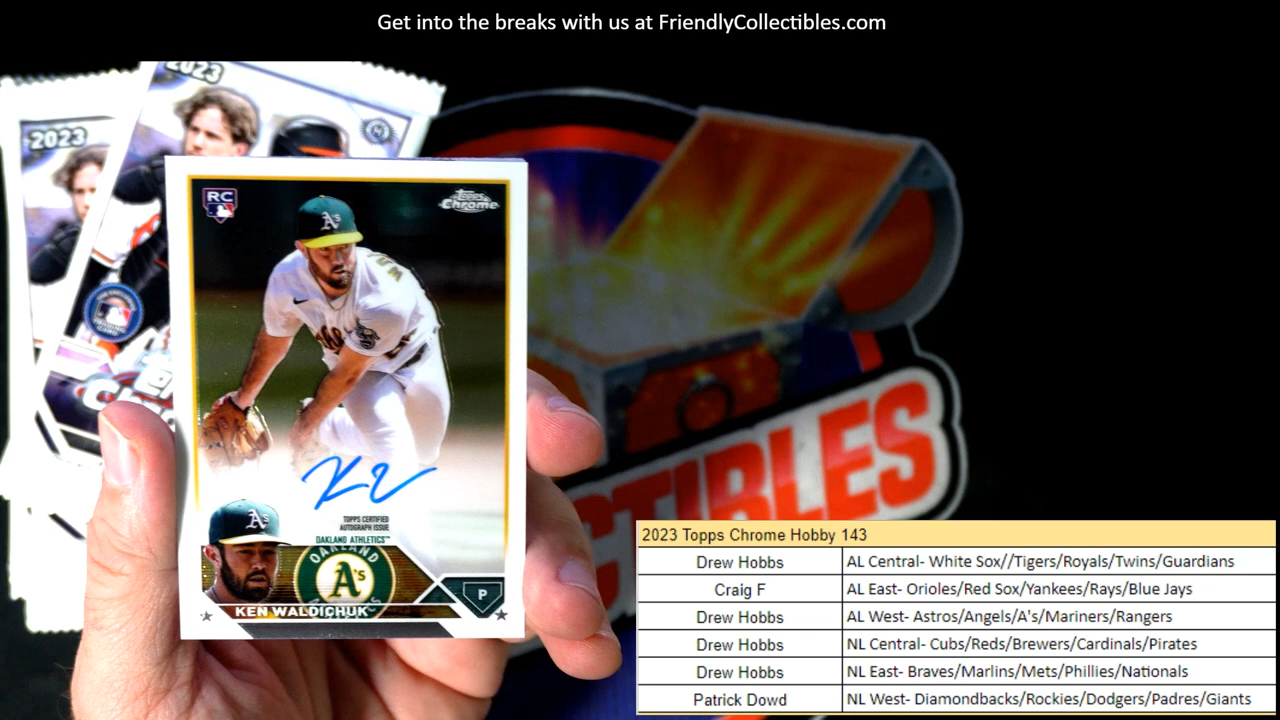 Get into the breaks with us at FriendlyCollectibles.com
2023
2023
RC
Topps
Chrome
A's
TOPPS CERTIFIED
AUTOGRAPH ISSUE
OAKLAND ATHLETICS™
OAKLAND
A's
P
KEN WALDICHUK
CTIBLES
2023 Topps Chrome Hobby 143
Drew Hobbs AL Central- White Sox//Tigers/Royals/Twins/Guardians
Craig F AL East- Orioles/Red Sox/Yankees/Rays/Blue Jays
Drew Hobbs AL West- Astros/Angels/A's/Mariners/Rangers
Drew Hobbs NL Central- Cubs/Reds/Brewers/Cardinals/Pirates
Drew Hobbs NL East- Braves/Marlins/Mets/Phillies/Nationals
Patrick Dowd NL West- Diamondbacks/Rockies/Dodgers/Padres/Giants